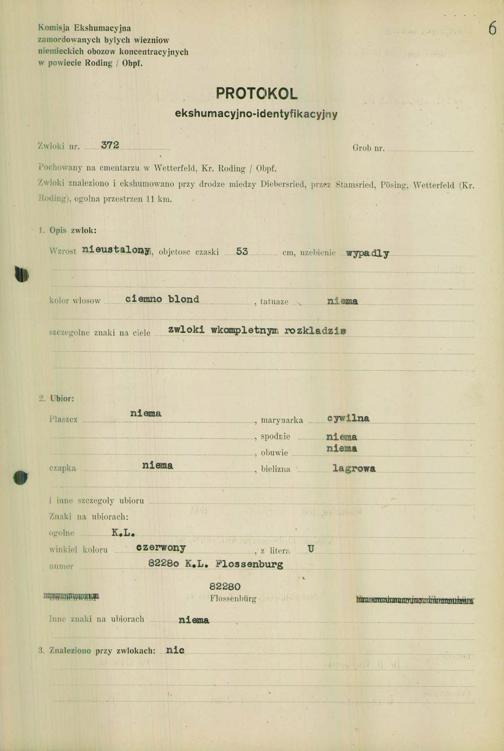 6
Komisja Ekshumacyjna
zamordowanych bylych wiezniow
niemieckich obozow koncentracyjnych
w powiecie Roding / Obpf.
PROTOKOL
ekshumacyjno-identyfikacyjny
Zwloki nr. 372 Grob nr.
Pochowany na cmentarzu w Wetterfeld, Kr. Roding / Obpf.
Zwloki znaleziono i ekshumowano przy drodze miedzy Diebersried, przez Stamsried, Pösing, Wetterfeld (Kr.
Roding), ogolna przestrzen 11 km.
1. Opis zwlok:
Wzrost nieustalony, objetosc czaski 53 cm, uzebienie wypadly
kolor wlosow ciemno blond , tatuaze niema
szczegolne znaki na ciele zwloki wkompletnym rozkladzie
2. Ubior:
Plaszcz niema , marynarka cywilna
, spodzie niema
, obuwie niema
czapka niema , bielizna lagrowa
i inne szczegoly ubioru
Znaki na ubiorach:
ogolne K.L.
winkiel koloru czerwony , z litera U
numer 82280 K.L. Flossenburg
82280
Flossenbürg
Inne znaki na ubiorach niema
3. Znaleziono przy zwlokach: nic